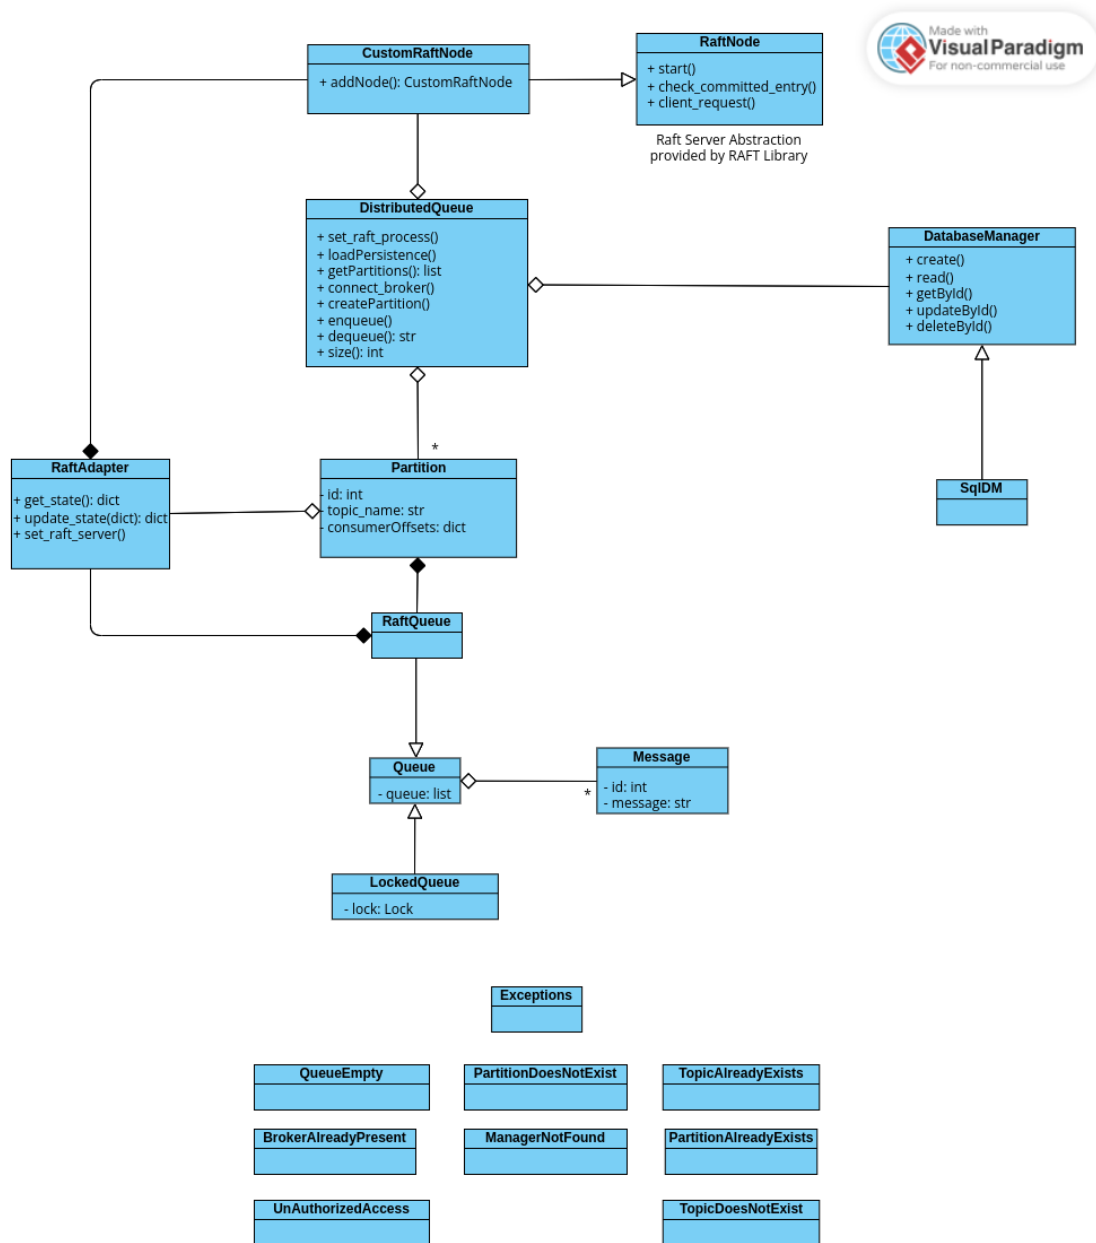 Made with
Visual Paradigm
For non-commercial use
CustomRaftNode
+ addNode(): CustomRaftNode
RaftNode
+ start()
+ check_committed_entry()
+ client_request()
Raft Server Abstraction
provided by RAFT Library
DistributedQueue
+ set_raft_process()
+ loadPersistence()
+ getPartitions(): list
+ connect_broker()
+ createPartition()
+ enqueue()
+ dequeue(): str
+ size(): int
DatabaseManager
+ create()
+ read()
+ getById()
+ updateById()
+ deleteById()
*
RaftAdapter
+ get_state(): dict
+ update_state(dict): dict
+ set_raft_server()
Partition
- id: int
- topic_name: str
- consumerOffsets: dict
SqlDM
RaftQueue
Queue
- queue: list
*
Message
- id: int
- message: str
LockedQueue
- lock: Lock
Exceptions
QueueEmpty
PartitionDoesNotExist
TopicAlreadyExists
BrokerAlreadyPresent
ManagerNotFound
PartitionAlreadyExists
UnAuthorizedAccess
TopicDoesNotExist